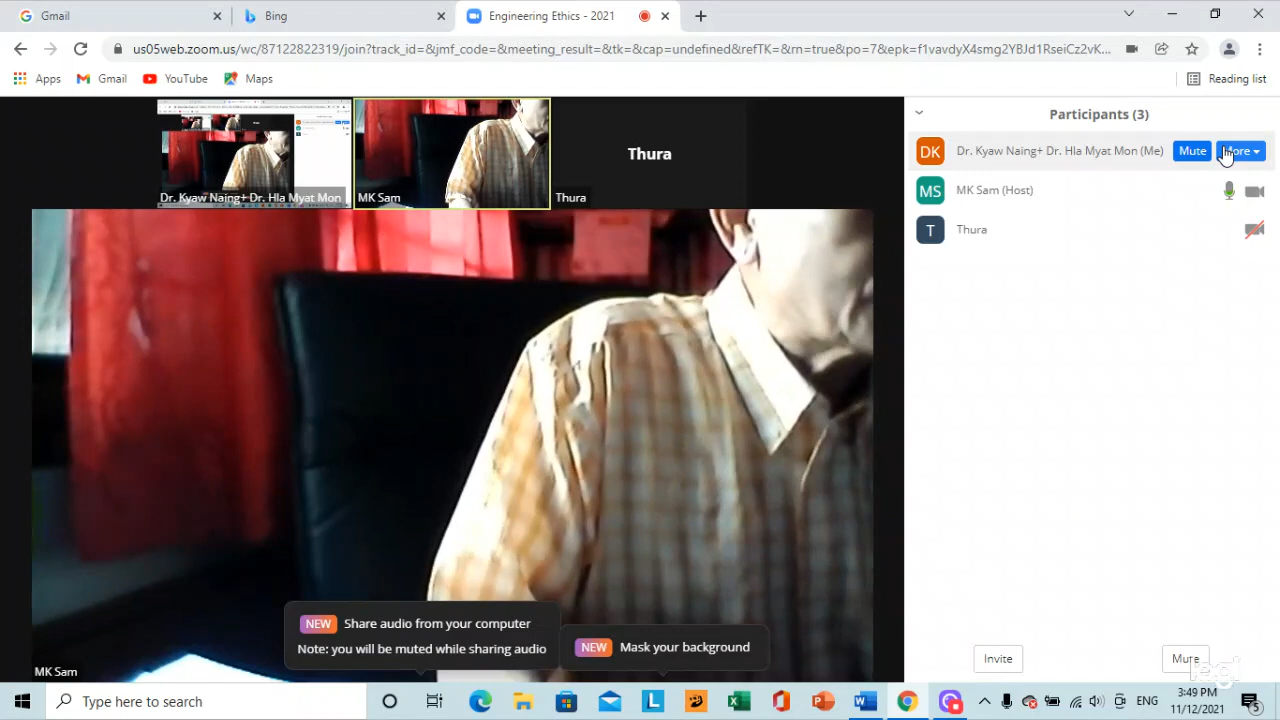 Gmail
Bing
Engineering Ethics - 2021
us05web.zoom.us/wc/87122822319/join?track_id=&jmf_code=&meeting_result=&tk=&cap=undefined&refTK=&rn=true&po=7&epk=f1vavdyX4smg2YBJd1RseiCz2vK...
Apps
Gmail
YouTube
Maps
Reading list
Participants (3)
DK Dr. Kyaw Naing+ Dr. Hla Myat Mon (Me) Mute More
MS MK Sam (Host)
T Thura
Dr. Kyaw Naing+ Dr. Hla Myat Mon
MK Sam
Thura
Thura
NEW Share audio from your computer
Note: you will be muted while sharing audio
NEW Mask your background
MK Sam
Invite
Mute
Type here to search
ENG
3:49 PM
11/12/2021
5